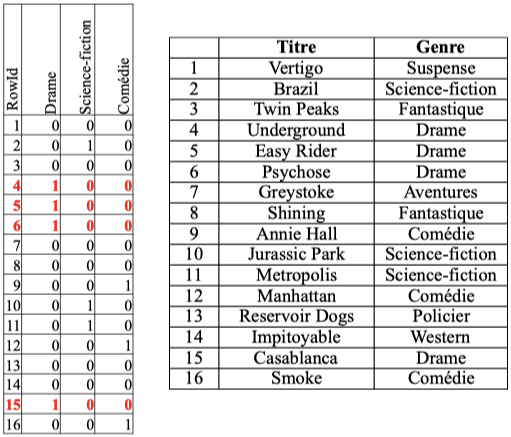 RowId Drame Science-fiction Comédie
1 0 0 0
2 0 1 0
3 0 0 0
4 1 0 0
5 1 0 0
6 1 0 0
7 0 0 0
8 0 0 0
9 0 0 1
10 0 1 0
11 0 1 0
12 0 0 1
13 0 0 0
14 0 0 0
15 1 0 0
16 0 0 1
Titre Genre
1 Vertigo Suspense
2 Brazil Science-fiction
3 Twin Peaks Fantastique
4 Underground Drame
5 Easy Rider Drame
6 Psychose Drame
7 Greystoke Aventures
8 Shining Fantastique
9 Annie Hall Comédie
10 Jurassic Park Science-fiction
11 Metropolis Science-fiction
12 Manhattan Comédie
13 Reservoir Dogs Policier
14 Impitoyable Western
15 Casablanca Drame
16 Smoke Comédie